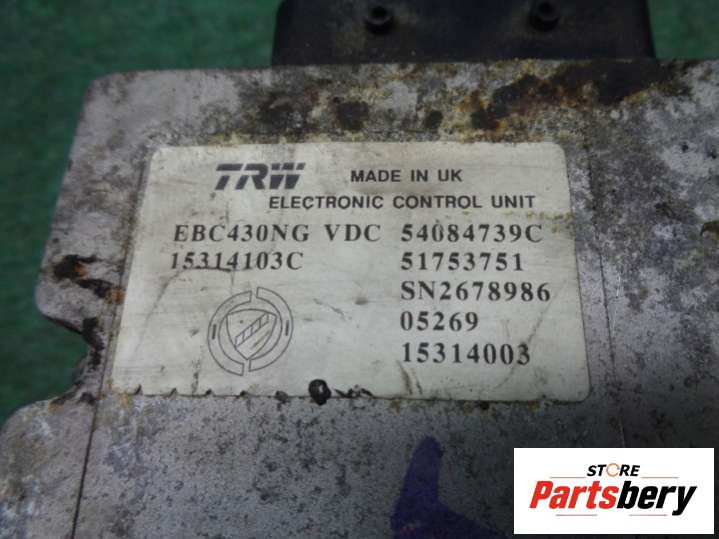 TRW MADE IN UK
ELECTRONIC CONTROL UNIT
EBC430NG VDC 54084739C
15314103C 51753751
SN2678986
05269
15314003
STORE
Partsbery